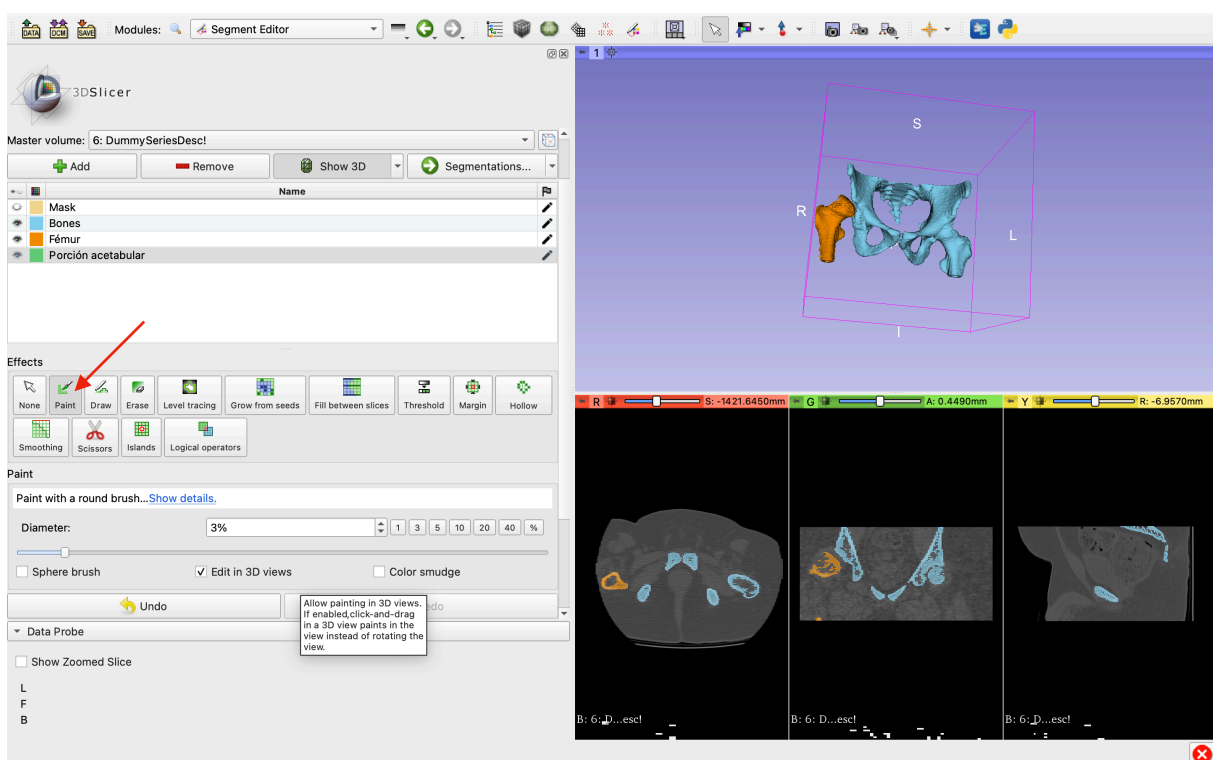 DATA DCM SAVE Modules: Segment Editor
1
3DSlicer
Master volume: 6: DummySeriesDesc!
Add Remove Show 3D Segmentations...
Name
Mask
Bones
Fémur
Porción acetabular
Effects
None Paint Draw Erase Level tracing Grow from seeds Fill between slices Threshold Margin Hollow
Smoothing Scissors Islands Logical operators
Paint
Paint with a round brush...Show details.
Diameter: 3% 1 3 5 10 20 40 %
Sphere brush Edit in 3D views Color smudge
Undo
Allow painting in 3D views.
If enabled,click-and-drag
in a 3D view paints in the
view instead of rotating the
view.
Data Probe
Show Zoomed Slice
L
F
B
S
R
L
I
R S: -1421.6450mm
G A: 0.4490mm
Y R: -6.9570mm
B: 6: D...esc!
B: 6: D...esc!
B: 6: D...esc!